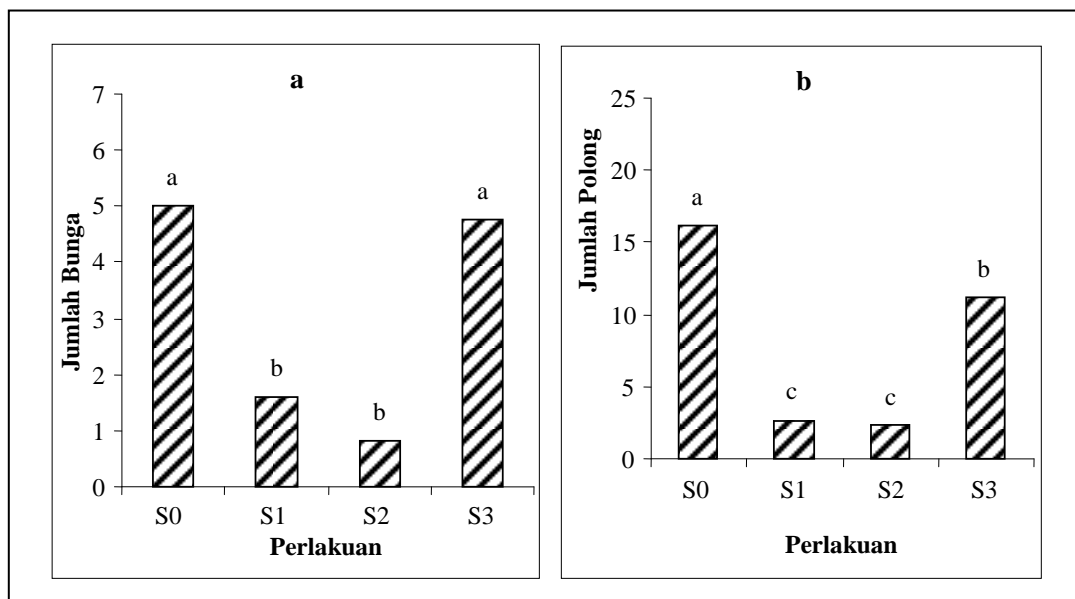 a
7
6
5
4
3
2
1
0
Jumlah Bunga
a
b
b
a
S0 S1 S2 S3
Perlakuan
b
25
20
15
10
5
0
Jumlah Polong
a
c
c
b
S0 S1 S2 S3
Perlakuan